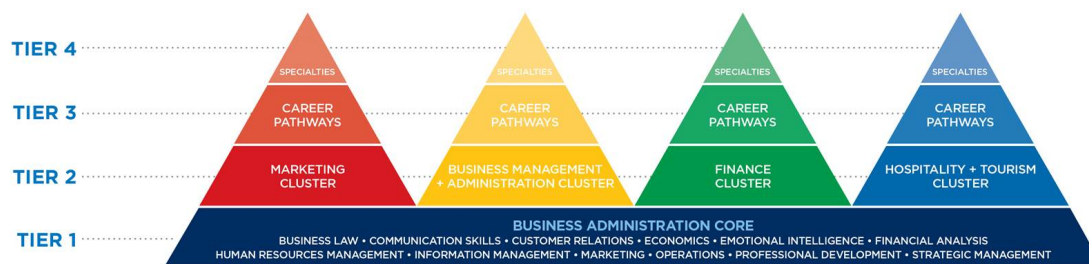 TIER 4
SPECIALTIES
SPECIALTIES
SPECIALTIES
SPECIALTIES
TIER 3
CAREER
PATHWAYS
CAREER
PATHWAYS
CAREER
PATHWAYS
CAREER
PATHWAYS
TIER 2
MARKETING
CLUSTER
BUSINESS MANAGEMENT
+ ADMINISTRATION CLUSTER
FINANCE
CLUSTER
HOSPITALITY + TOURISM
CLUSTER
TIER 1
BUSINESS ADMINISTRATION CORE
BUSINESS LAW • COMMUNICATION SKILLS • CUSTOMER RELATIONS • ECONOMICS • EMOTIONAL INTELLIGENCE • FINANCIAL ANALYSIS
HUMAN RESOURCES MANAGEMENT • INFORMATION MANAGEMENT • MARKETING • OPERATIONS • PROFESSIONAL DEVELOPMENT • STRATEGIC MANAGEMENT